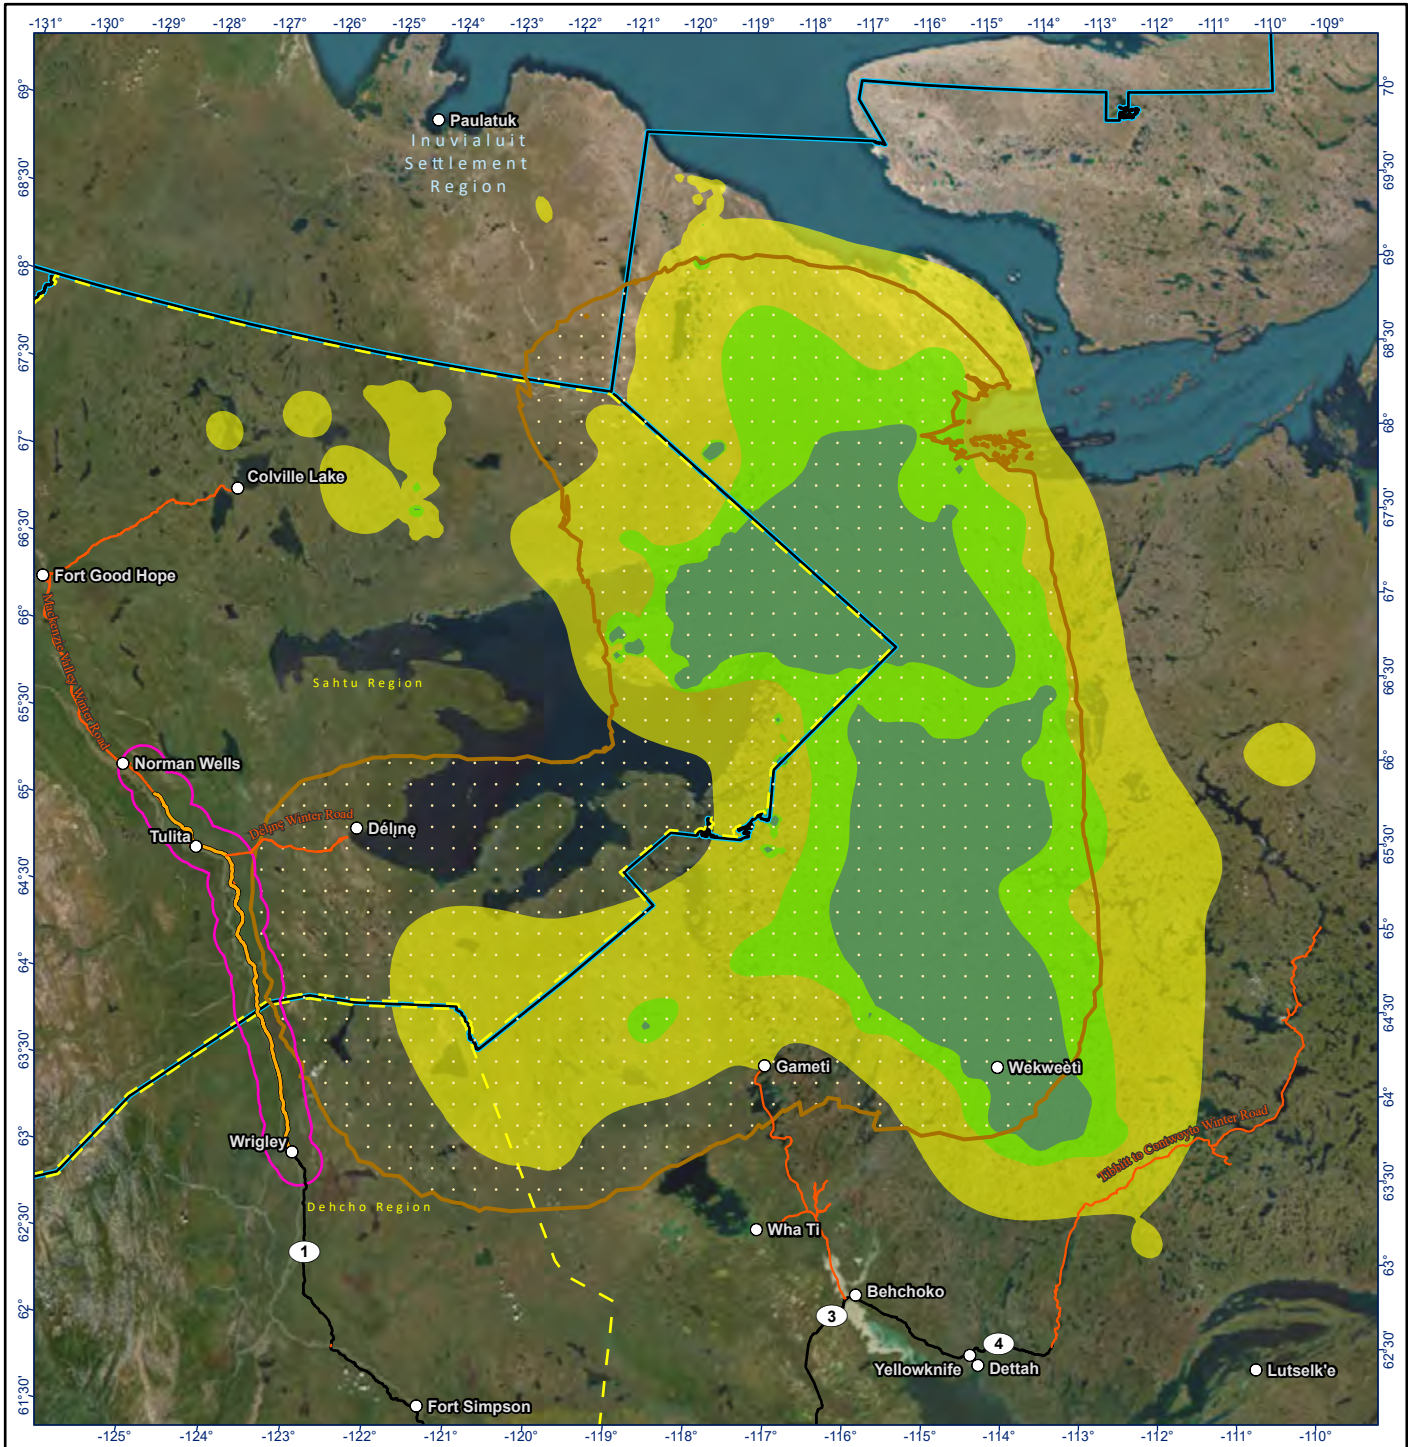 -131° -130° -129° -128° -127° -126° -125° -124° -123° -122° -121° -120° -119° -118° -117° -116° -115° -114° -113° -112° -111° -110° -109°
69°
70°
Paulatuk
Inuvialuit
Settlement
Region
68°30'
69°30'
68°
69°
67°30'
68°30'
67°
68°
Colville Lake
66°30'
67°30'
Fort Good Hope
66°
67°
Mackenzie Valley Winter Road
Sahtu Region
65°30'
66°30'
Norman Wells
65°
66°
Délı̨nę Winter Road
Délı̨nę
Tulita
64°30'
65°30'
64°
65°
63°30'
64°30'
Gameti
Wekweètì
64°
Tibbitt to Contwoyto Winter Road
63°
Wrigley
63°30'
Dehcho Region
62°30'
Wha Ti
1
63°
62°
Behchoko
3
4
62°30'
Yellowknife
Dettah
Lutselk'e
61°30'
Fort Simpson
-125° -124° -123° -122° -121° -120° -119° -118° -117° -116° -115° -114° -113° -112° -111° -110°